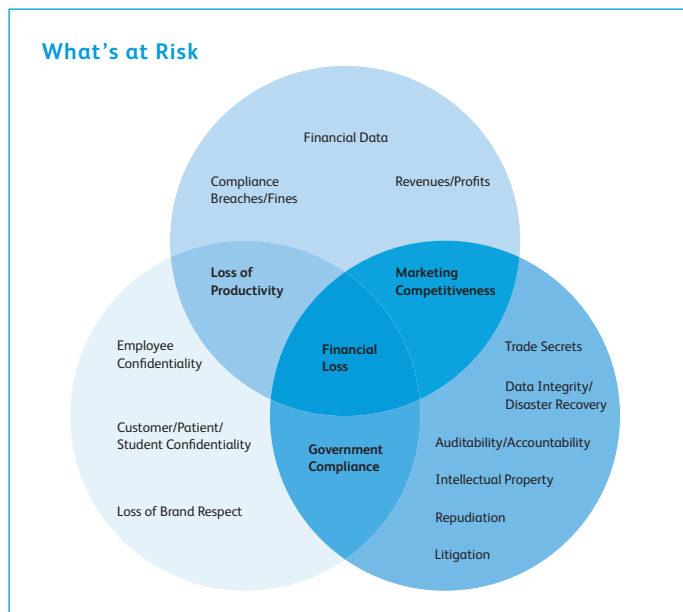 What's at Risk
Financial Data
Compliance
Breaches/Fines
Revenues/Profits
Loss of
Productivity
Marketing
Competitiveness
Employee
Confidentiality
Financial
Loss
Trade Secrets
Data Integrity/
Disaster Recovery
Customer/Patient/
Student Confidentiality
Government
Compliance
Auditability/Accountability
Intellectual Property
Loss of Brand Respect
Repudiation
Litigation